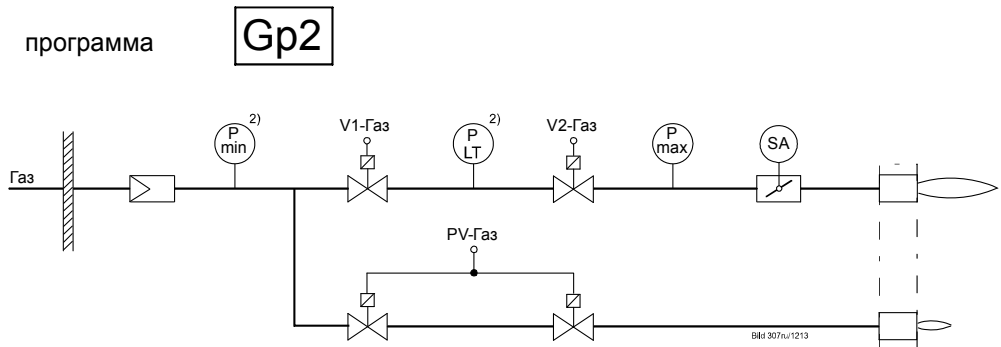 программа Gp2
P min 2)
V1-Газ
P LT 2)
V2-Газ
P max
SA
Газ
PV-Газ
Bild 307ru/1213